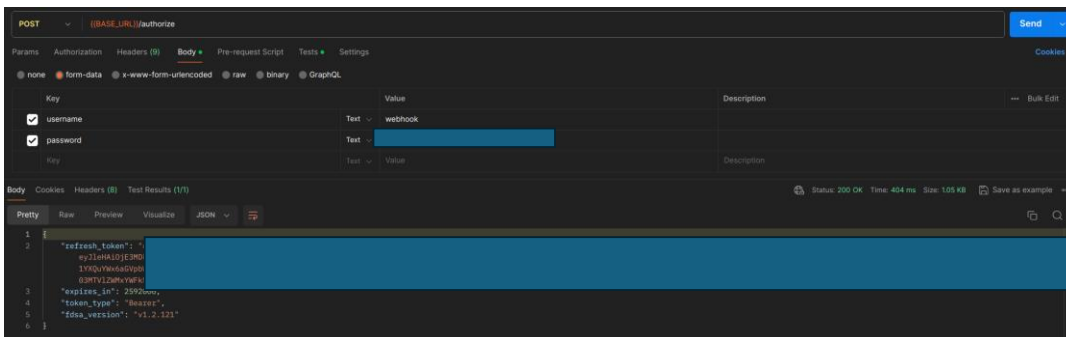 POST {{BASE_URL}}/authorize Send
Params Authorization Headers (9) Body Pre-request Script Tests Settings Cookies
none form-data x-www-form-urlencoded raw binary GraphQL
Key Value Description ••• Bulk Edit
username Text webhook
password Text
Key Text Value Description
Body Cookies Headers (8) Test Results (1/1) Status: 200 OK Time: 404 ms Size: 1.05 KB Save as example
Pretty Raw Preview Visualize JSON
1 {
2 "refresh_token":
3 "expires_in":
4 "token_type": "Bearer",
5 "fdsa_version": "v1.2.121"
6 }